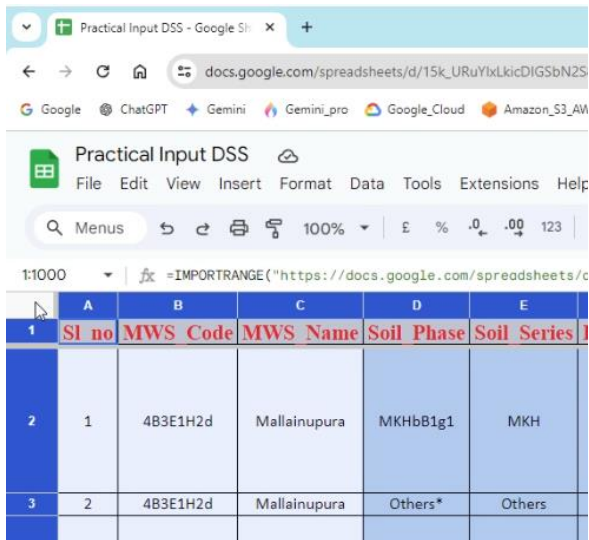 Practical Input DSS - Google Sh
docs.google.com/spreadsheets/d/15k_URuYlxLkicDIGSbN2S
Google ChatGPT Gemini Gemini_pro Google_Cloud Amazon_S3_AW
Practical Input DSS
File Edit View Insert Format Data Tools Extensions Help
Menus 100% £ % .0 .00 123
1:1000 fx =IMPORTRANGE("https://docs.google.com/spreadsheets/d
A B C D E
1 Sl_no MWS_Code MWS_Name Soil_Phase Soil_Series
2 1 4B3E1H2d Mallainupura MKHbB1g1 MKH
3 2 4B3E1H2d Mallainupura Others* Others